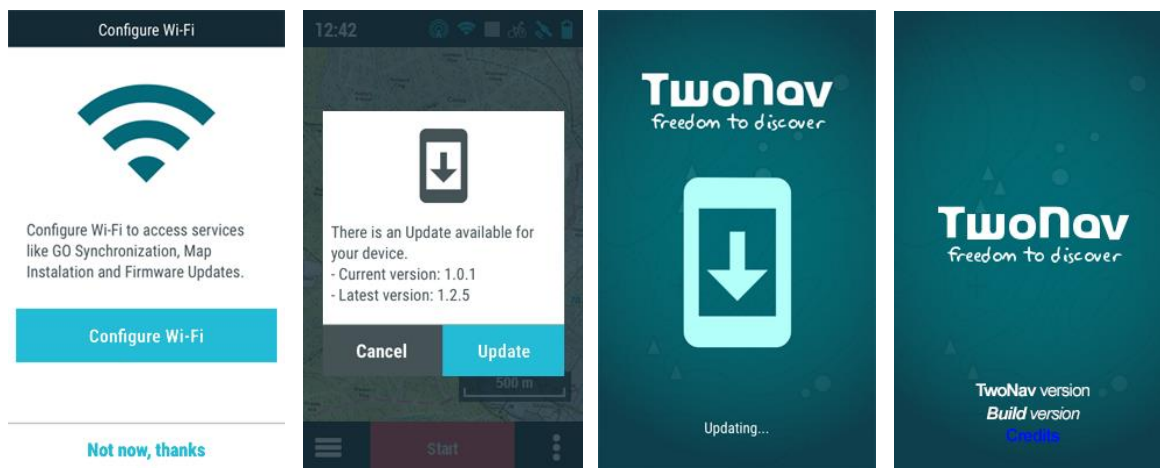 Configure Wi-Fi
Configure Wi-Fi to access services
like GO Synchronization, Map
Instalation and Firmware Updates.
Configure Wi-Fi
Not now, thanks
12:42
There is an Update available for
your device.
- Current version: 1.0.1
- Latest version: 1.2.5
Cancel
Update
500 m
Start
TwoNav
freedom to discover
Updating...
TwoNav
freedom to discover
TwoNav version
Build version
Credits